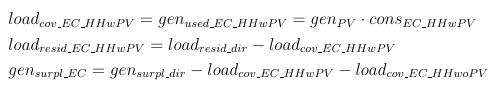 load_{cov\_EC\_HHwPV} = gen_{used\_EC\_HHwPV} = gen_{PV} · cons_{EC\_HHwPV}
load_{resid\_EC\_HHwPV} = load_{resid\_dir} − load_{cov\_EC\_HHwPV}
gen_{surpl\_EC} = gen_{surpl\_dir} − load_{cov\_EC\_HHwPV} − load_{cov\_EC\_HHwoPV}